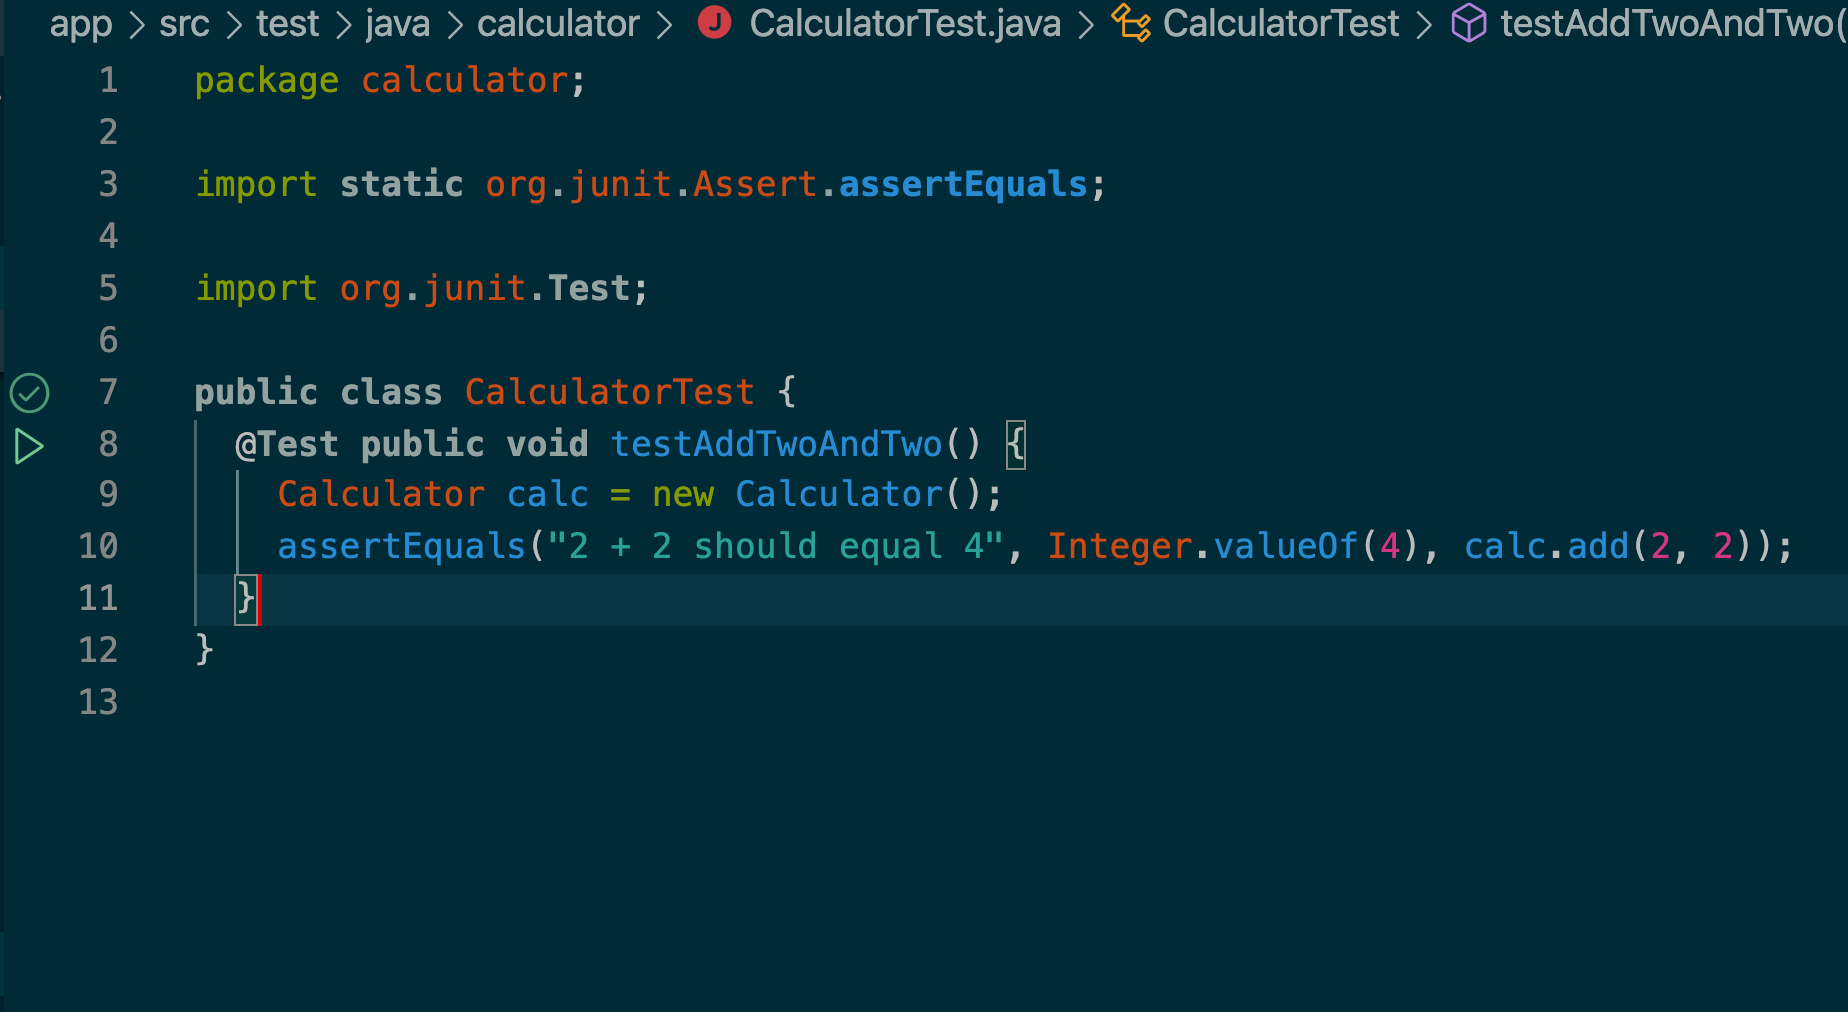 app > src > test > java > calculator > J CalculatorTest.java > CalculatorTest > testAddTwoAndTwo(
1 package calculator;
2
3 import static org.junit.Assert.assertEquals;
4
5 import org.junit.Test;
6
7 public class CalculatorTest {
8   @Test public void testAddTwoAndTwo() {
9     Calculator calc = new Calculator();
10     assertEquals("2 + 2 should equal 4", Integer.valueOf(4), calc.add(2, 2));
11   }
12 }
13